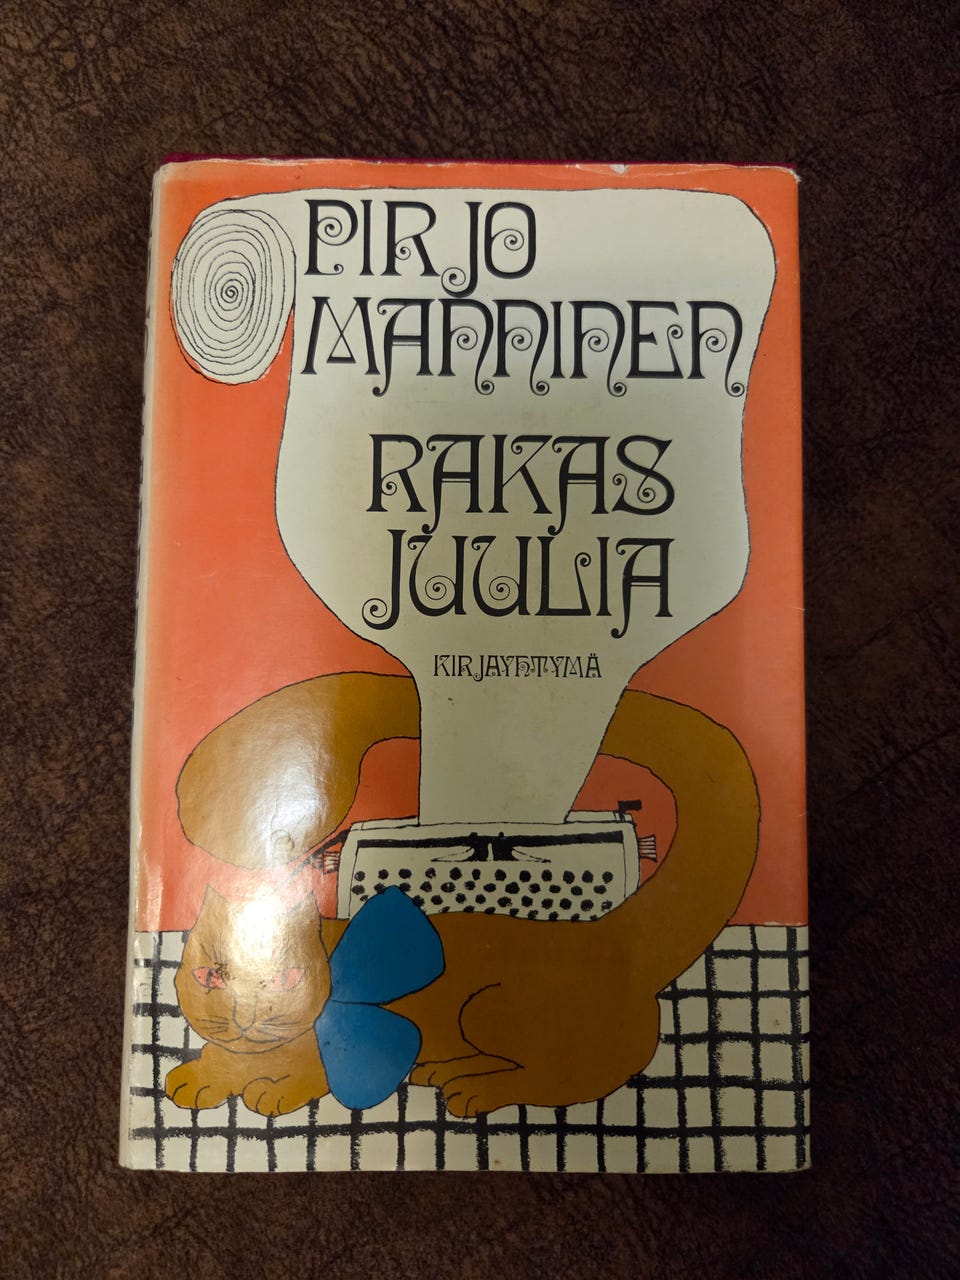 PIRJO
MANNINEN
RAKAS
JUULIA
KIRJAYHTYMÄ